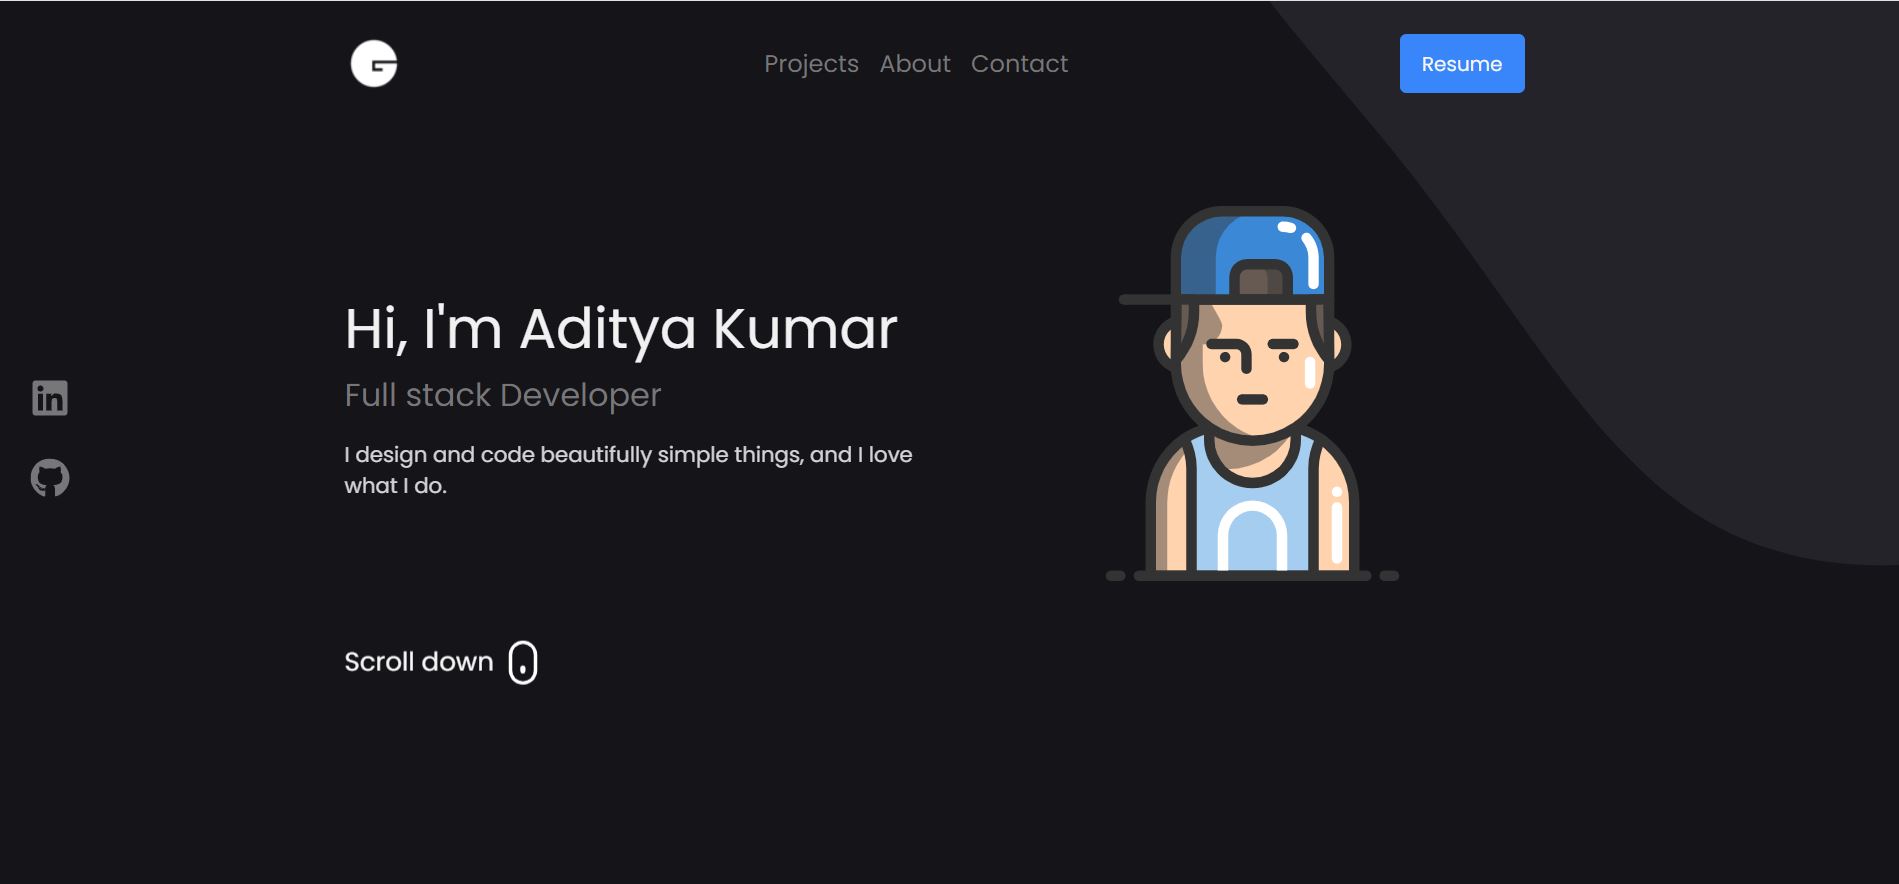 G
Projects About Contact
Resume
Hi, I'm Aditya Kumar
Full stack Developer
in
I design and code beautifully simple things, and I love
what I do.
Scroll down